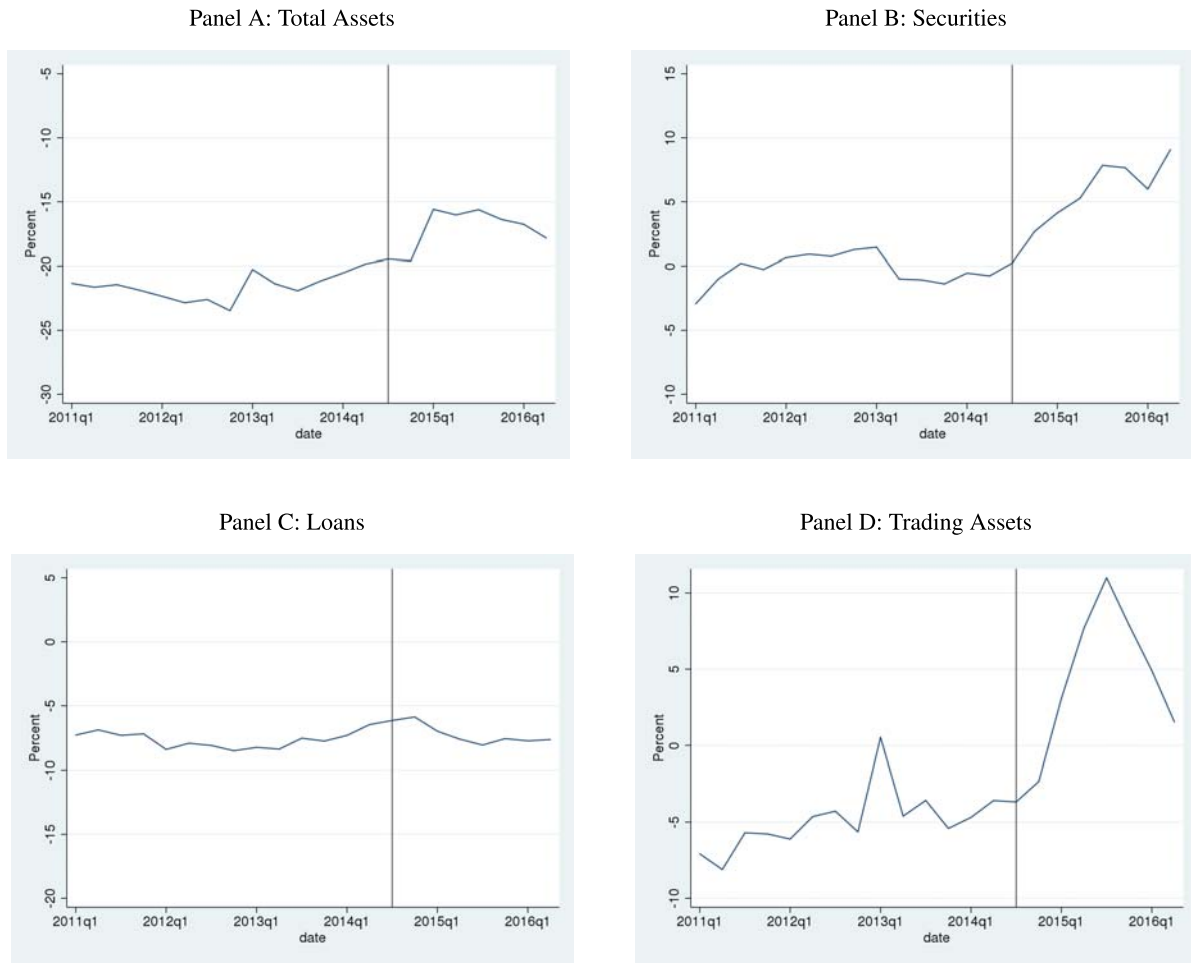 Panel A: Total Assets
Panel B: Securities
-5
-10
-15
-20
-25
-30
Percent
2011q1 2012q1 2013q1 2014q1 2015q1 2016q1
date
15
10
5
0
-5
-10
Percent
2011q1 2012q1 2013q1 2014q1 2015q1 2016q1
date
Panel C: Loans
Panel D: Trading Assets
5
0
-5
-10
-15
-20
Percent
2011q1 2012q1 2013q1 2014q1 2015q1 2016q1
date
10
5
0
-5
-10
Percent
2011q1 2012q1 2013q1 2014q1 2015q1 2016q1
date